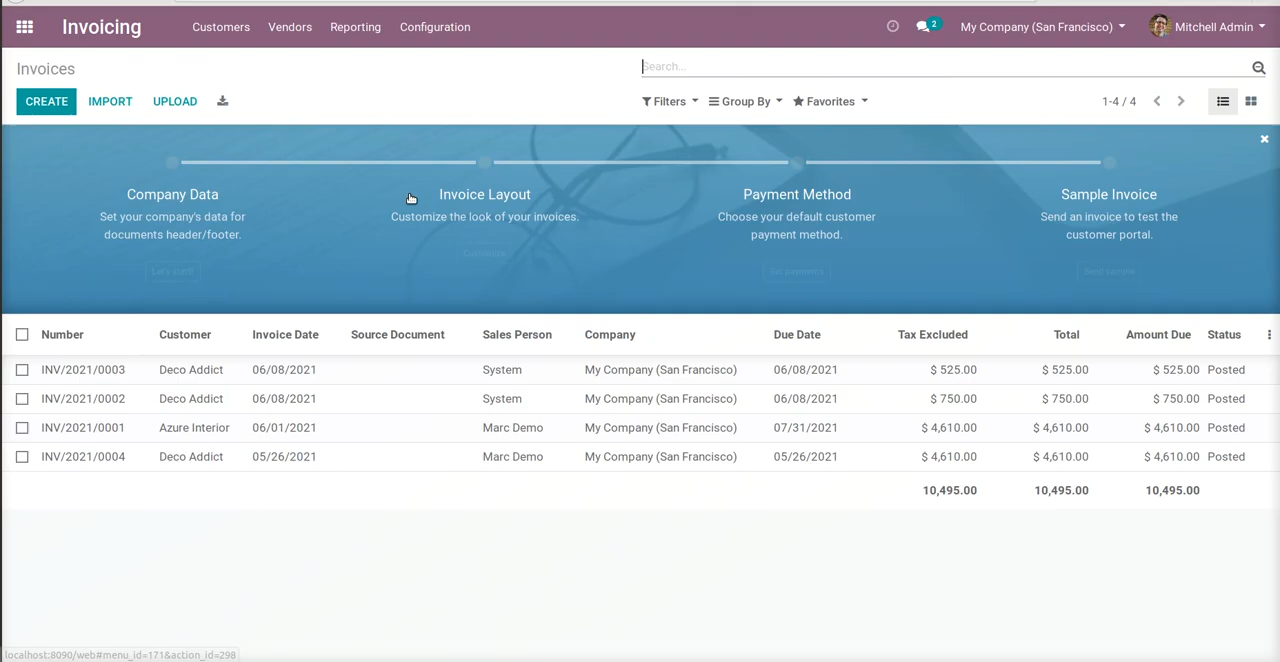 Invoicing Customers Vendors Reporting Configuration 2 My Company (San Francisco) Mitchell Admin
Invoices Search...
CREATE IMPORT UPLOAD Filters Group By Favorites 1-4 / 4
Company Data Invoice Layout Payment Method Sample Invoice
Set your company's data for Customize the look of your invoices. Choose your default customer Send an invoice to test the
documents header/footer. payment method. customer portal.
Customize
Let's start! Set payments Send sample
Number Customer Invoice Date Source Document Sales Person Company Due Date Tax Excluded Total Amount Due Status
INV/2021/0003 Deco Addict 06/08/2021 System My Company (San Francisco) 06/08/2021 $ 525.00 $ 525.00 $ 525.00 Posted
INV/2021/0002 Deco Addict 06/08/2021 System My Company (San Francisco) 06/08/2021 $ 750.00 $ 750.00 $ 750.00 Posted
INV/2021/0001 Azure Interior 06/01/2021 Marc Demo My Company (San Francisco) 07/31/2021 $ 4,610.00 $ 4,610.00 $ 4,610.00 Posted
INV/2021/0004 Deco Addict 05/26/2021 Marc Demo My Company (San Francisco) 05/26/2021 $ 4,610.00 $ 4,610.00 $ 4,610.00 Posted
10,495.00 10,495.00 10,495.00
localhost:8090/web#menu_id=171&action_id=298